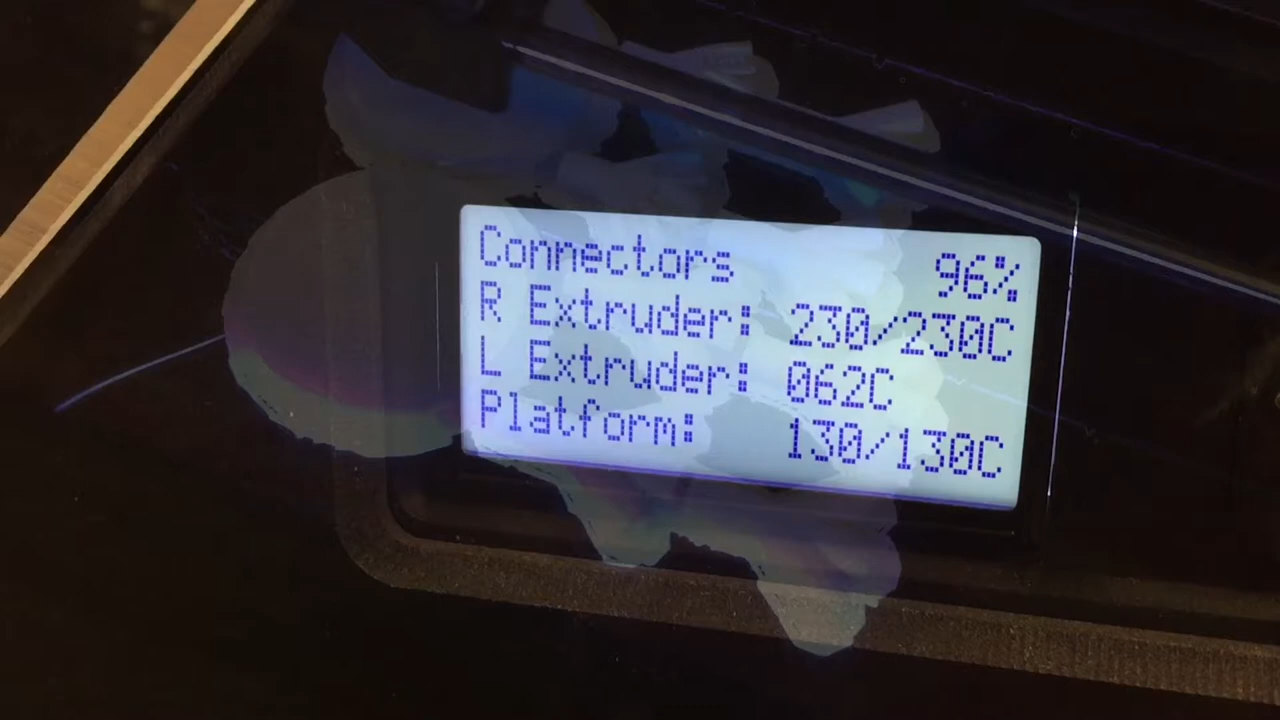 Connectors 96%
R Extruder: 230/230C
L Extruder: 062C
Platform: 130/130C